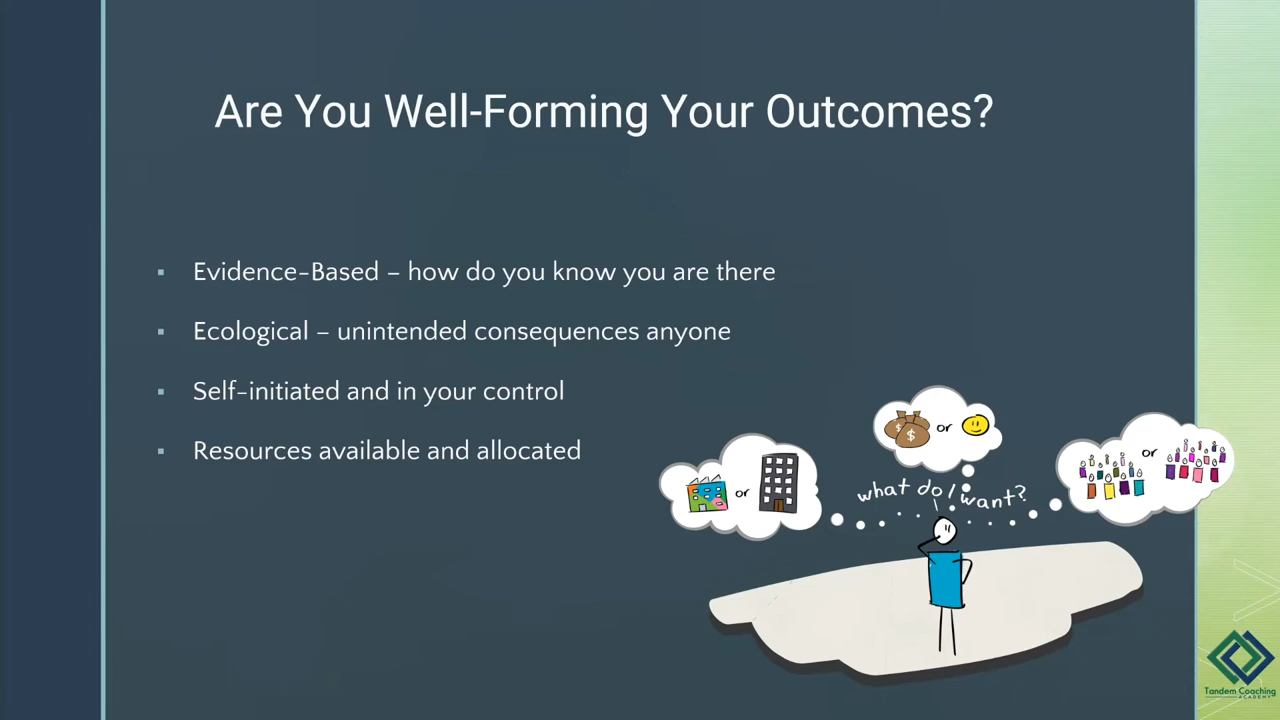 Are You Well-Forming Your Outcomes?
▪ Evidence-Based – how do you know you are there
▪ Ecological – unintended consequences anyone
▪ Self-initiated and in your control
▪ Resources available and allocated
$ $ or
or
or
what do I want?
Tandem Coaching
ACADEMY